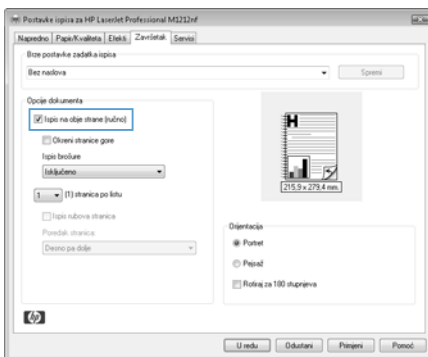 Postavke ispisa za HP LaserJet Professional M1212nf
Napredno Papir/Kvaliteta Efekti Završetak Servisi
Brze postavke zadatka ispisa
Bez naslova Spremi
Opcije dokumenta
Ispis na obje strane (ručno)
Okreni stranice gore
Ispis brošure
Isključeno
1 (1) stranica po listu
Ispis rubova stranica
Poredak stranica:
Desno pa dolje
H
215,9 x 279,4 mm.
Orijentacija
Portret
Pejsaž
Rotiraj za 180 stupnjeva
hp
U redu Odustani Primjeni Pomoć